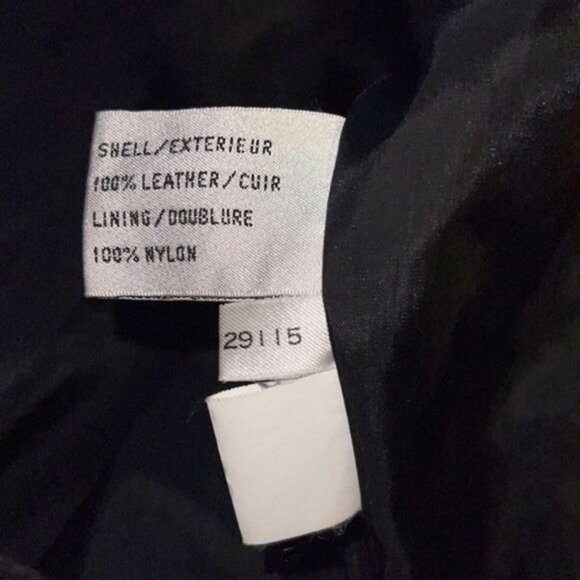 SHELL/EXTERIEUR
100% LEATHER/CUIR
LINING/DOUBLURE
100% NYLON
29115